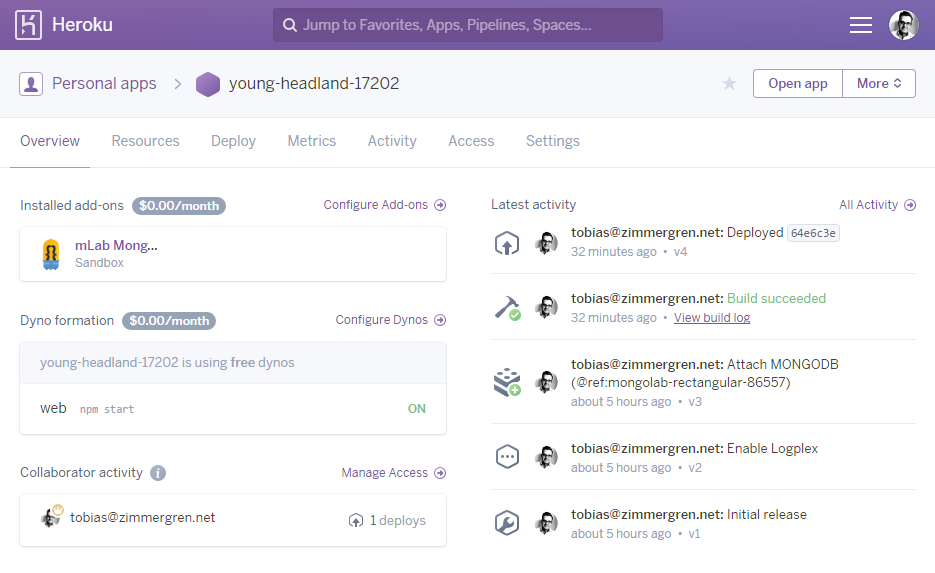 Heroku
Jump to Favorites, Apps, Pipelines, Spaces...
Personal apps > young-headland-17202
Open app
More
Overview Resources Deploy Metrics Activity Access Settings
Installed add-ons $0.00/month
Configure Add-ons
mLab Mong...
Sandbox
Dyno formation $0.00/month
Configure Dynos
young-headland-17202 is using free dynos
web npm start ON
Collaborator activity i
Manage Access
tobias@zimmergren.net
1 deploys
Latest activity
All Activity
tobias@zimmergren.net: Deployed 64e6c3e
32 minutes ago • v4
tobias@zimmergren.net: Build succeeded
32 minutes ago • View build log
tobias@zimmergren.net: Attach MONGODB
(@ref:mongolab-rectangular-86557)
about 5 hours ago • v3
tobias@zimmergren.net: Enable Logplex
about 5 hours ago • v2
tobias@zimmergren.net: Initial release
about 5 hours ago • v1